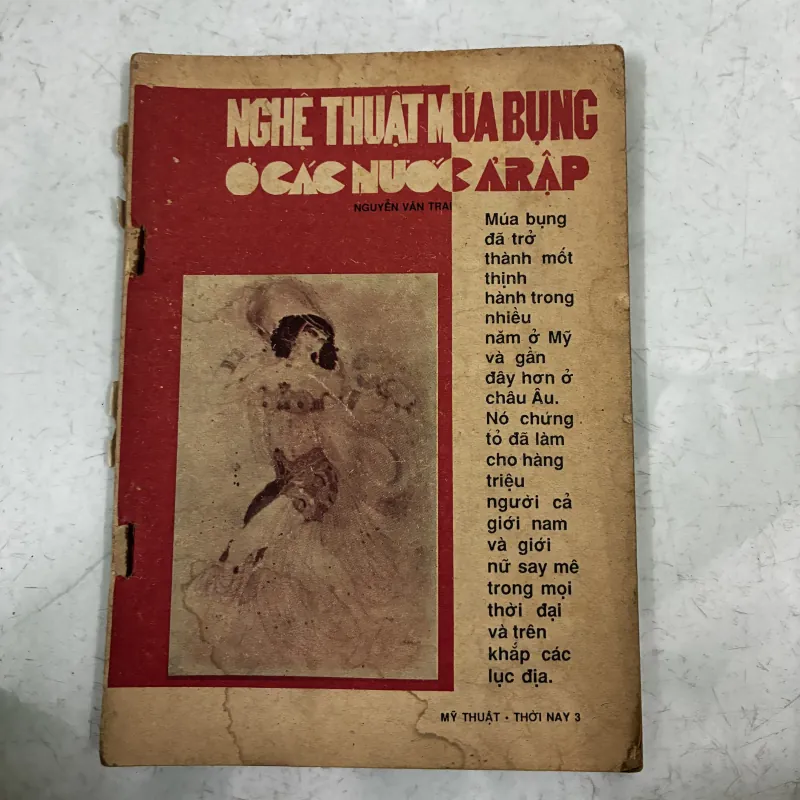 NGHỆ THUẬT MÚA BỤNG
Ở CÁC NƯỚC Ả RẬP
NGUYỄN VĂN TRẠI
Múa bụng
đã trở
thành mốt
thịnh
hành trong
nhiều
năm ở Mỹ
và gần
đây hơn ở
châu Âu.
Nó chứng
tỏ đã làm
cho hàng
triệu
người cả
giới nam
và giới
nữ say mê
trong mọi
thời đại
và trên
khắp các
lục địa.
MỸ THUẬT • THỜI NAY 3